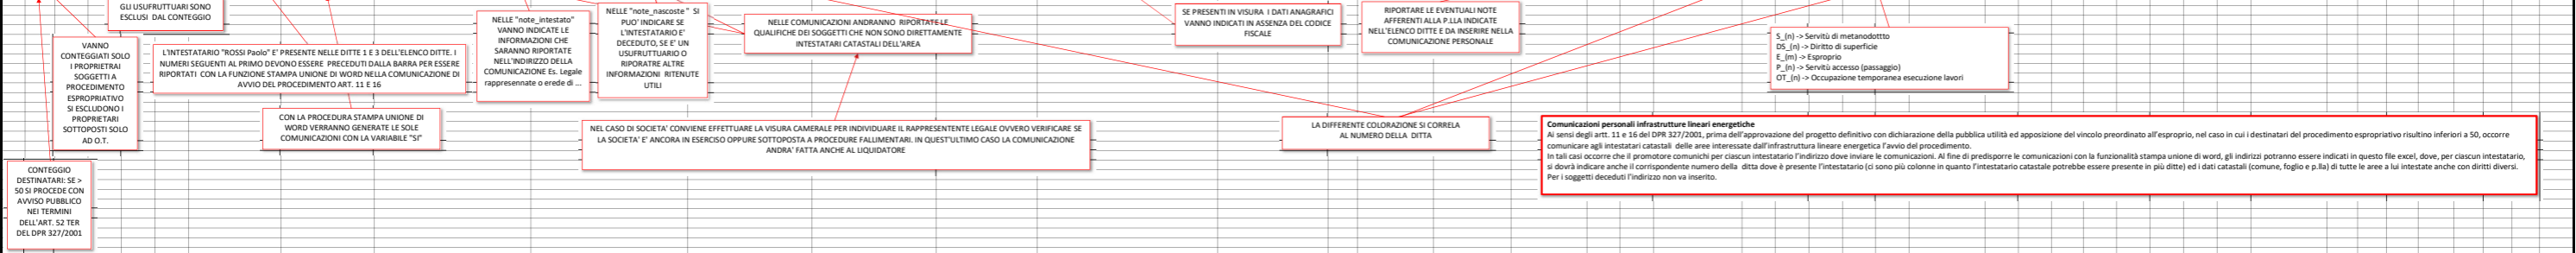 GLI USUFRUTTUARI SONO
ESCLUSI DAL CONTEGGIO
VANNO
CONTEGGIATI SOLO
I PROPRIETRAI
SOGGETTI A
PROCEDIMENTO
ESPROPRIATIVO
SI ESCLUDONO I
PROPRIETARI
SOTTOPOSTI SOLO
AD O.T.
CONTEGGIO
DESTINATARI: SE >
50 SI PROCEDE CON
AVVISO PUBBLICO
NEI TERMINI
DELL'ART. 52 TER
DEL DPR 327/2001
L'INTESTATARIO "ROSSI Paolo" E' PRESENTE NELLE DITTE 1 E 3 DELL'ELENCO DITTE. I
NUMERI SEGUENTI AL PRIMO DEVONO ESSERE PRECEDUTI DALLA BARRA PER ESSERE
RIPORTATI CON LA FUNZIONE STAMPA UNIONE DI WORD NELLA COMUNICAZIONE DI
AVVIO DEL PROCEDIMENTO ART. 11 E 16
CON LA PROCEDURA STAMPA UNIONE DI
WORD VERRANNO GENERATE LE SOLE
COMUNICAZIONI CON LA VARIABILE "SI"
NELLE "note_intestato"
VANNO INDICATE LE
INFORMAZIONI CHE
SARANNO RIPORTATE
NELL'INDIRIZZO DELLA
COMUNICAZIONE Es. Legale
rappresennate o erede di ...
NELLE "note_nascoste " SI
PUO' INDICARE SE
L'INTESTATARIO E'
DECEDUTO, SE E' UN
USUFRUTTUARIO O
RIPORATRE ALTRE
INFORMAZIONI RITENUTE
UTILI
NELLE COMUNICAZIONI ANDRANNO RIPORTATE LE
QUALIFICHE DEI SOGGETTI CHE NON SONO DIRETTAMENTE
INTESTATARI CATASTALI DELL'AREA
NEL CASO DI SOCIETA' CONVIENE EFFETTUARE LA VISURA CAMERALE PER INDIVIDUARE IL RAPPRESENTENTE LEGALE OVVERO VERIFICARE SE
LA SOCIETA' E' ANCORA IN ESERCISO OPPURE SOTTOPOSTA A PROCEDURE FALLIMENTARI. IN QUEST'ULTIMO CASO LA COMUNICAZIONE
ANDRA' FATTA ANCHE AL LIQUIDATORE
SE PRESENTI IN VISURA I DATI ANAGRAFICI
VANNO INDICATI IN ASSENZA DEL CODICE
FISCALE
RIPORTARE LE EVENTUALI NOTE
AFFERENTI ALLA P.LLA INDICATE
NELL'ELENCO DITTE E DA INSERIRE NELLA
COMUNICAZIONE PERSONALE
LA DIFFERENTE COLORAZIONE SI CORRELA
AL NUMERO DELLA DITTA
S_(n) -> Servitù di metanodottto
DS_(n) -> Diritto di superficie
E_(n) -> Esproprio
P_(n) -> Servitù accesso (passaggio)
OT_(n) -> Occupazione temporanea esecuzione lavori
Comunicazioni personali infrastrutture lineari energetiche
Ai sensi degli artt. 11 e 16 del DPR 327/2001, prima dell'approvazione del progetto definitivo con dichiarazione della pubblica utilità ed apposizione del vincolo preordinato all'esproprio, nel caso in cui i destinatari del procedimento espropriativo risultino inferiori a 50, occorre
comunicare agli intestatari catastali delle aree interessate dall'infrastruttura lineare energetica l'avvio del procedimento.
In tali casi occorre che il promotore comunichi per ciascun intestatario l'indirizzo dove inviare le comunicazioni. Al fine di predisporre le comunicazioni con la funzionalità stampa unione di word, gli indirizzi potranno essere indicati in questo file excel, dove, per ciascun intestatario,
si dovrà indicare anche il corrispondente numero della ditta dove è presente l'intestatario (ci sono più colonne in quanto l'intestatario catastale potrebbe essere presente in più ditte) ed i dati catastali (comune, foglio e p.lla) di tutte le aree a lui intestate anche con diritti diversi.
Per i soggetti deceduti l'indirizzo non va inserito.